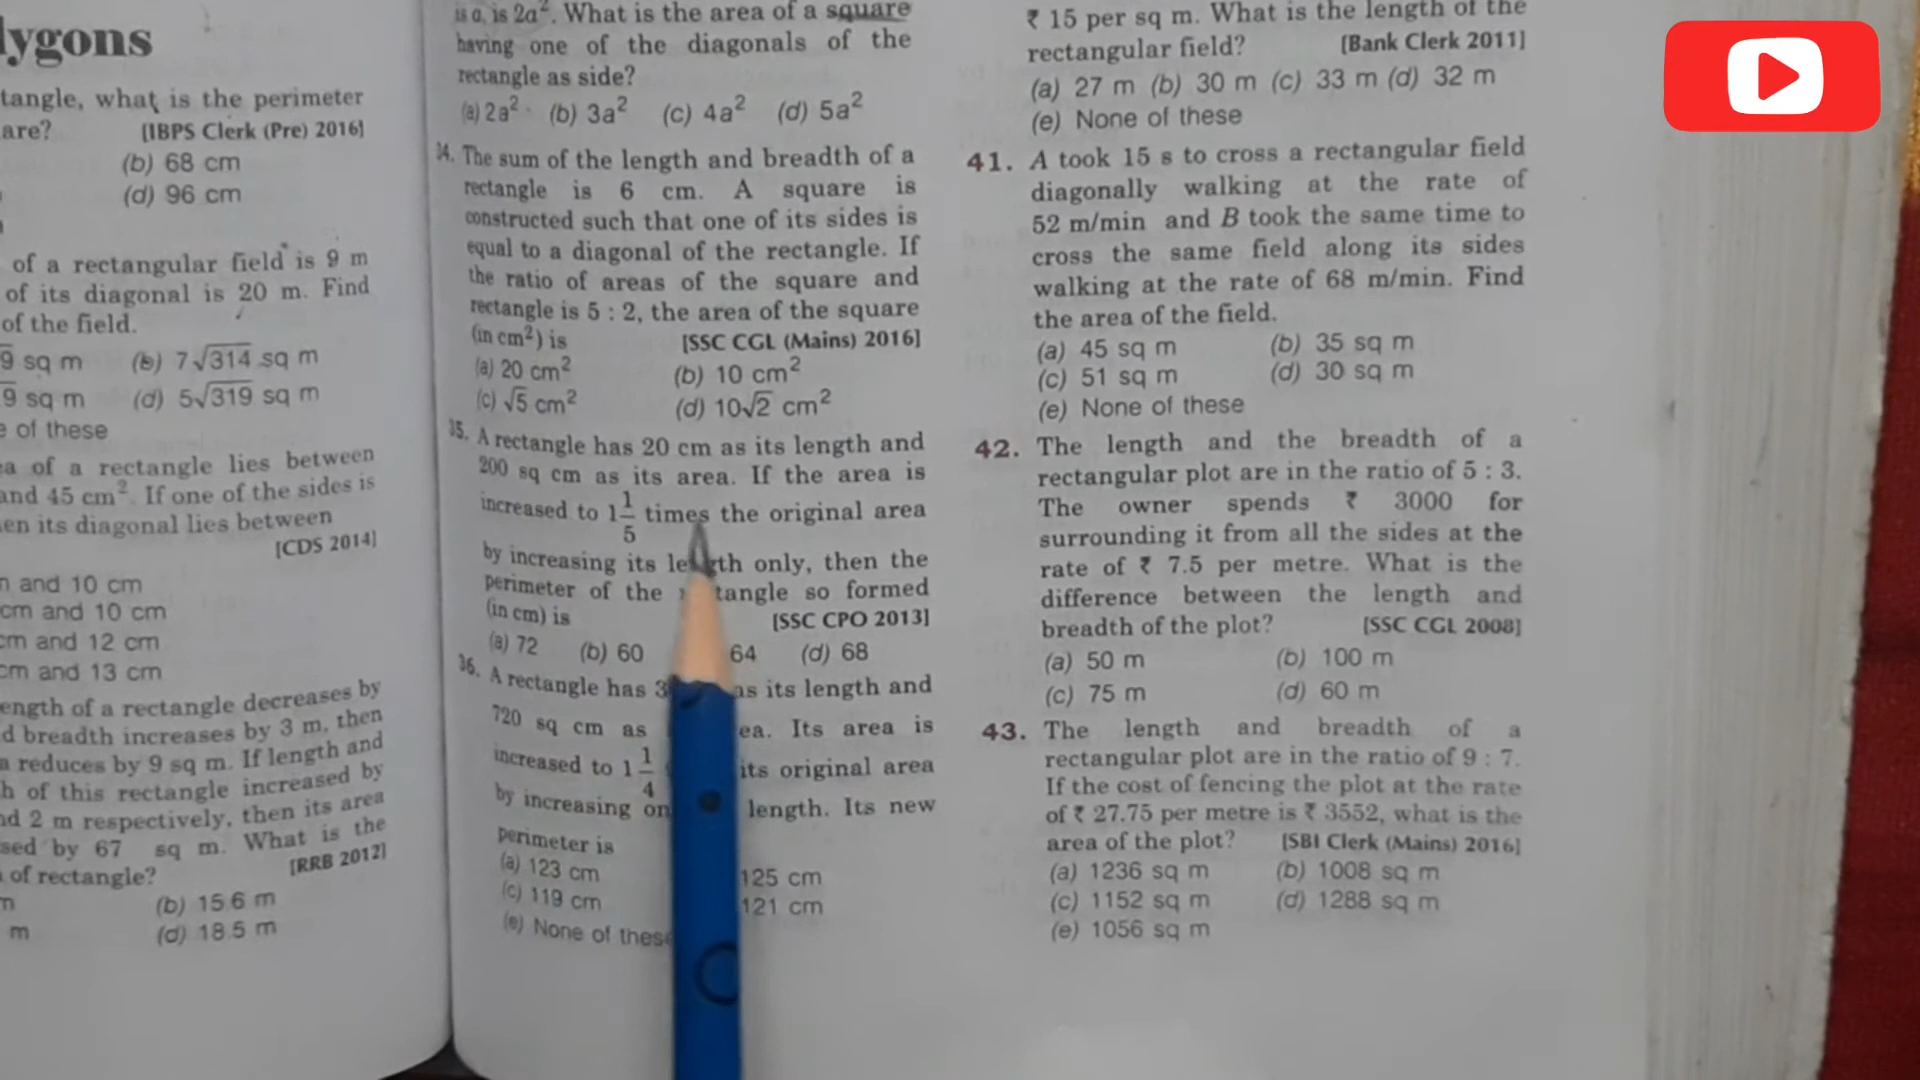 lygons
tangle, what is the perimeter
are? [IBPS Clerk (Pre) 2016]
(b) 68 cm
(d) 96 cm
of a rectangular field is 9 m
of its diagonal is 20 m. Find
of the field.
9 sq m (b) 7√314 sq m
9 sq m (d) 5√319 sq m
e of these
a of a rectangle lies between
and 45 cm². If one of the sides is
en its diagonal lies between
[CDS 2014]
n and 10 cm
cm and 10 cm
cm and 12 cm
cm and 13 cm
ength of a rectangle decreases by
d breadth increases by 3 m, then
a reduces by 9 sq m. If length and
h of this rectangle increased by
nd 2 m respectively, then its area
sed by 67 sq m. What is the
of rectangle? [RRB 2012]
n (b) 15.6 m
m (d) 18.5 m
is a, is 2a². What is the area of a square
having one of the diagonals of the
rectangle as side?
(a) 2a² (b) 3a² (c) 4a² (d) 5a²
34. The sum of the length and breadth of a
rectangle is 6 cm. A square is
constructed such that one of its sides is
equal to a diagonal of the rectangle. If
the ratio of areas of the square and
rectangle is 5 : 2, the area of the square
(in cm²) is [SSC CGL (Mains) 2016]
(a) 20 cm² (b) 10 cm²
(c) √5 cm² (d) 10√2 cm²
35. A rectangle has 20 cm as its length and
200 sq cm as its area. If the area is
increased to 1 1/5 times the original area
by increasing its length only, then the
perimeter of the tangle so formed
(in cm) is [SSC CPO 2013]
(a) 72 (b) 60 64 (d) 68
36. A rectangle has 3 as its length and
720 sq cm as ea. Its area is
increased to 1 1/4 its original area
by increasing on length. Its new
perimeter is
(a) 123 cm 125 cm
(c) 119 cm 121 cm
(e) None of these
₹ 15 per sq m. What is the length of the
rectangular field? [Bank Clerk 2011]
(a) 27 m (b) 30 m (c) 33 m (d) 32 m
(e) None of these
41. A took 15 s to cross a rectangular field
diagonally walking at the rate of
52 m/min and B took the same time to
cross the same field along its sides
walking at the rate of 68 m/min. Find
the area of the field.
(a) 45 sq m (b) 35 sq m
(c) 51 sq m (d) 30 sq m
(e) None of these
42. The length and the breadth of a
rectangular plot are in the ratio of 5 : 3.
The owner spends ₹ 3000 for
surrounding it from all the sides at the
rate of ₹ 7.5 per metre. What is the
difference between the length and
breadth of the plot? [SSC CGL 2008]
(a) 50 m (b) 100 m
(c) 75 m (d) 60 m
43. The length and breadth of a
rectangular plot are in the ratio of 9 : 7.
If the cost of fencing the plot at the rate
of ₹ 27.75 per metre is ₹ 3552, what is the
area of the plot? [SBI Clerk (Mains) 2016]
(a) 1236 sq m (b) 1008 sq m
(c) 1152 sq m (d) 1288 sq m
(e) 1056 sq m